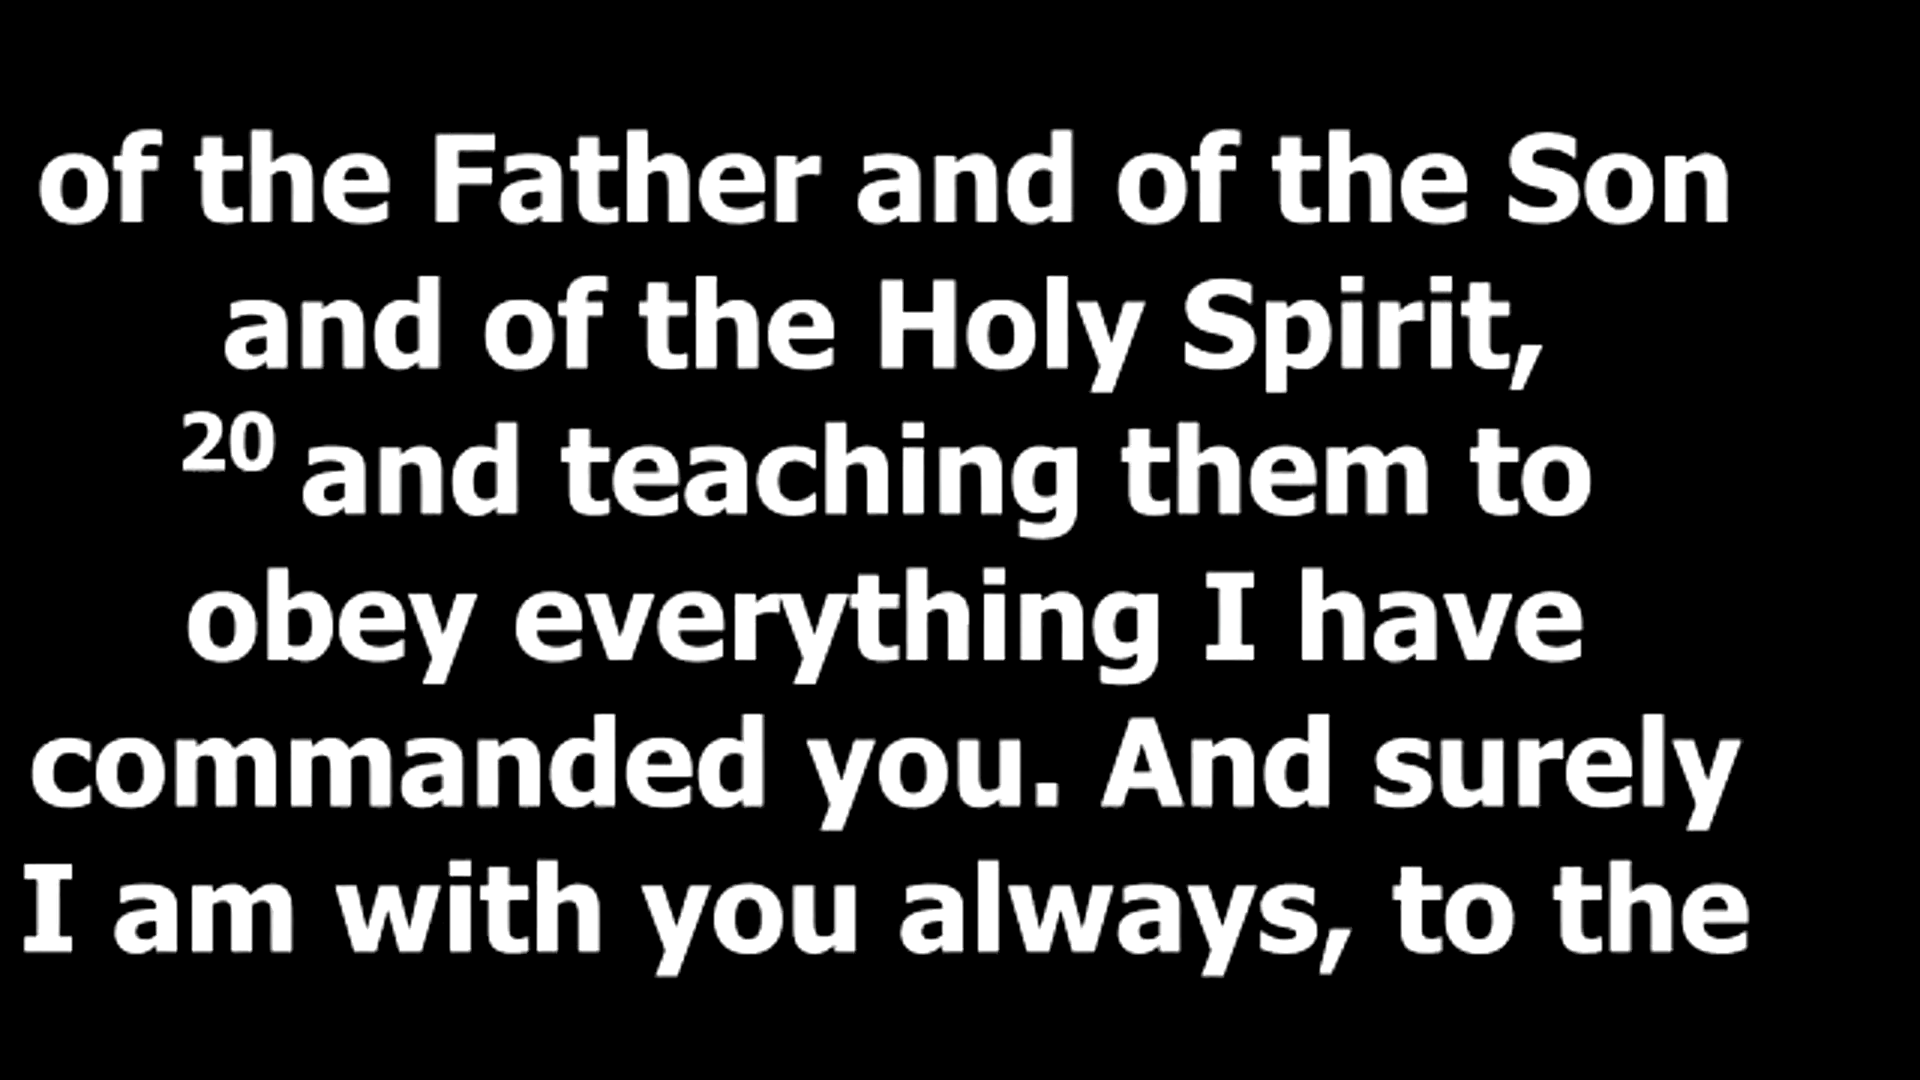 of the Father and of the Son
and of the Holy Spirit,
20 and teaching them to
obey everything I have
commanded you. And surely
I am with you always, to the